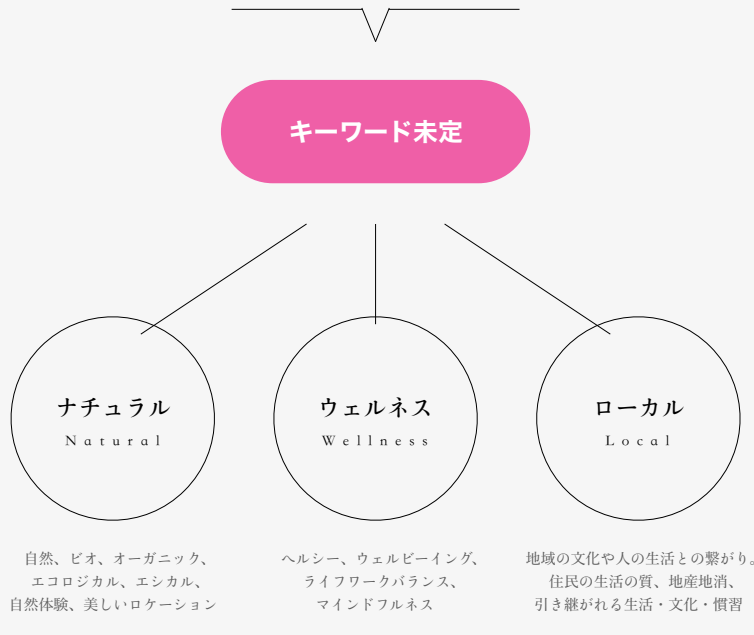 キーワード未定
ナチュラル
Natural
ウェルネス
Wellness
ローカル
Local
自然、ビオ、オーガニック、
エコロジカル、エシカル、
自然体験、美しいロケーション
ヘルシー、ウェルビーイング、
ライフワークバランス、
マインドフルネス
地域の文化や人の生活との繋がり。
住民の生活の質、地産地消、
引き継がれる生活・文化・慣習